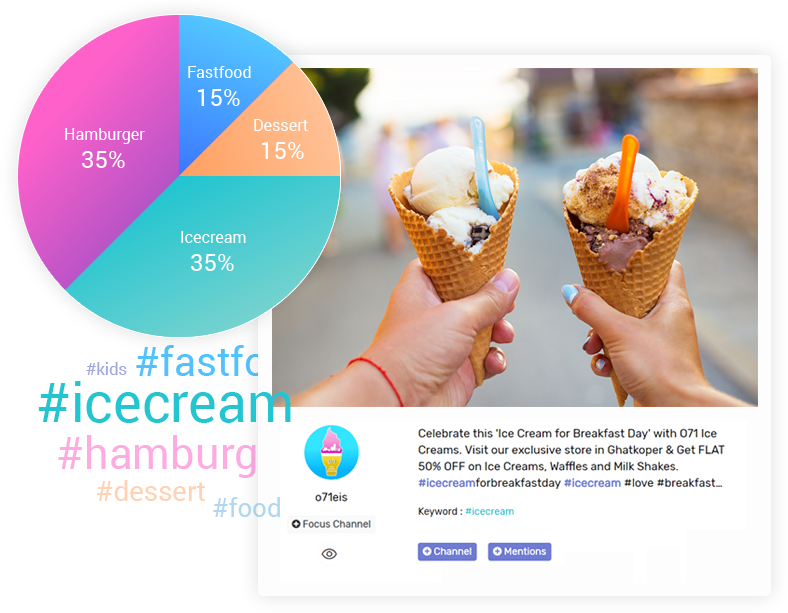 Fastfood
15%
Dessert
15%
Hamburger
35%
Icecream
35%
#kids
#fastfo
#icecream
#hamburg
#dessert
#food
Celebrate this 'Ice Cream for Breakfast Day' with O71 Ice
Creams. Visit our exclusive store in Ghatkoper & Get FLAT
50% OFF on Ice Creams, Waffles and Milk Shakes.
#icecreamforbreakfastday #icecream #love #breakfast...
o71eis
Focus Channel
Keyword : #icecream
Channel
Mentions